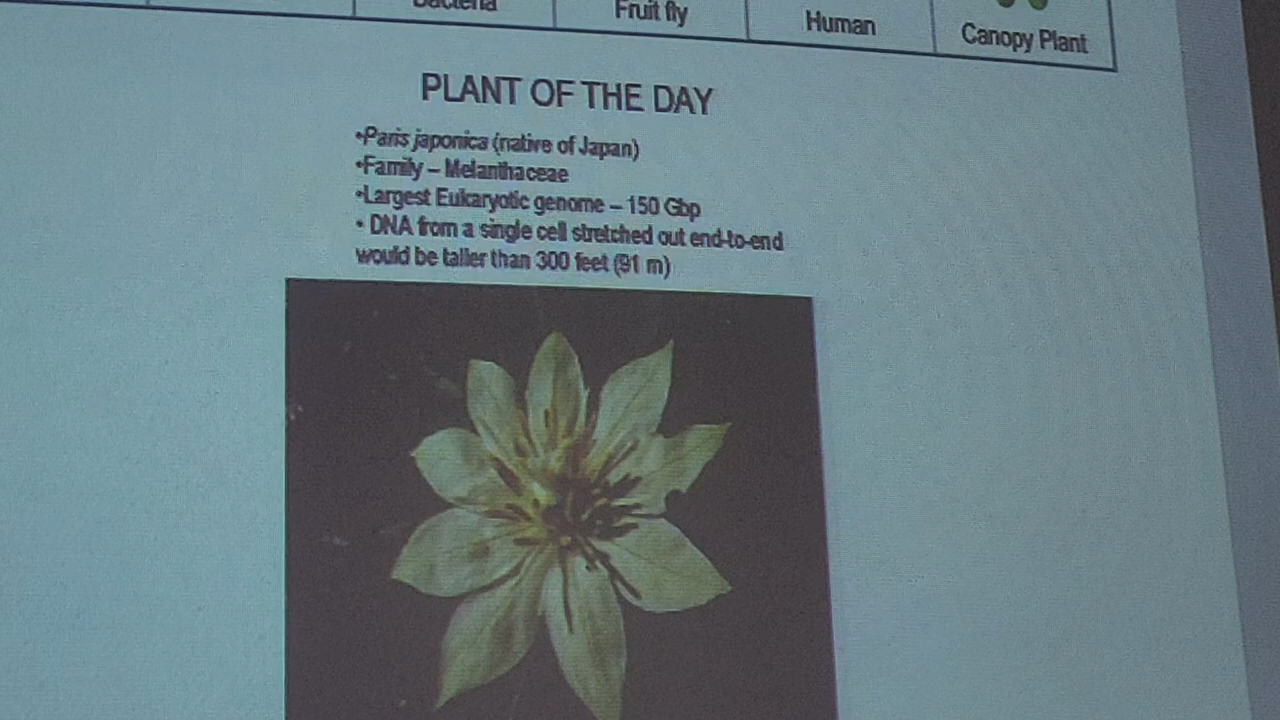 Bacteria
Fruit fly
Human
Canopy Plant
PLANT OF THE DAY
•Paris japonica (native of Japan)
•Family – Melanthaceae
•Largest Eukaryotic genome – 150 Gbp
• DNA from a single cell stretched out end-to-end
would be taller than 300 feet (91 m)